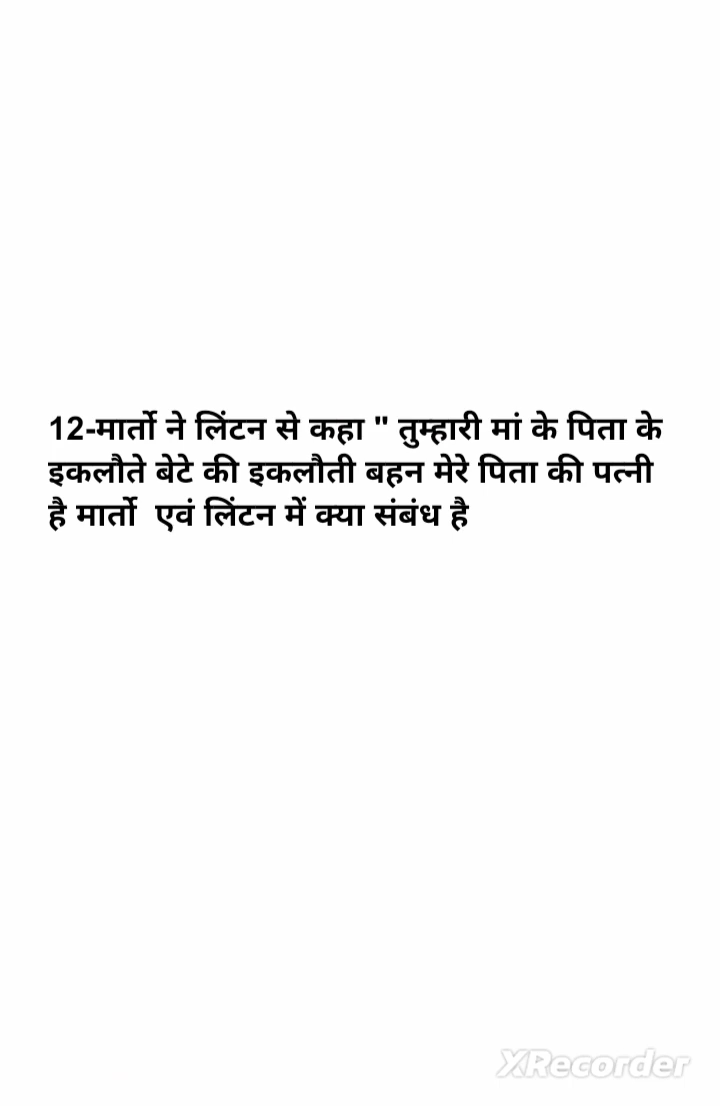 12-मार्तो ने लिंटन से कहा " तुम्हारी मां के पिता के
इकलौते बेटे की इकलौती बहन मेरे पिता की पत्नी
है मार्तो एवं लिंटन में क्या संबंध है
XRecorder